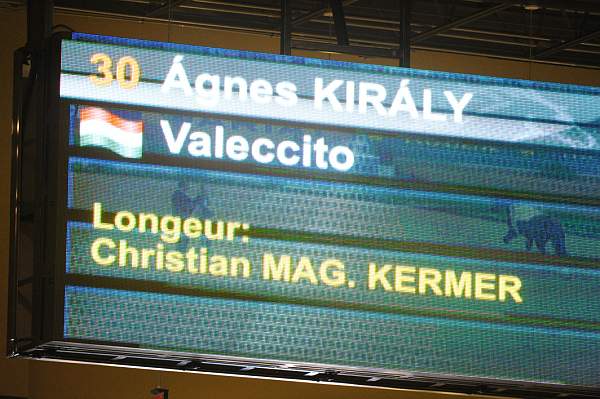 30 Ágnes KIRÁLY
Valeccito
Longeur:
Christian MAG. KERMER